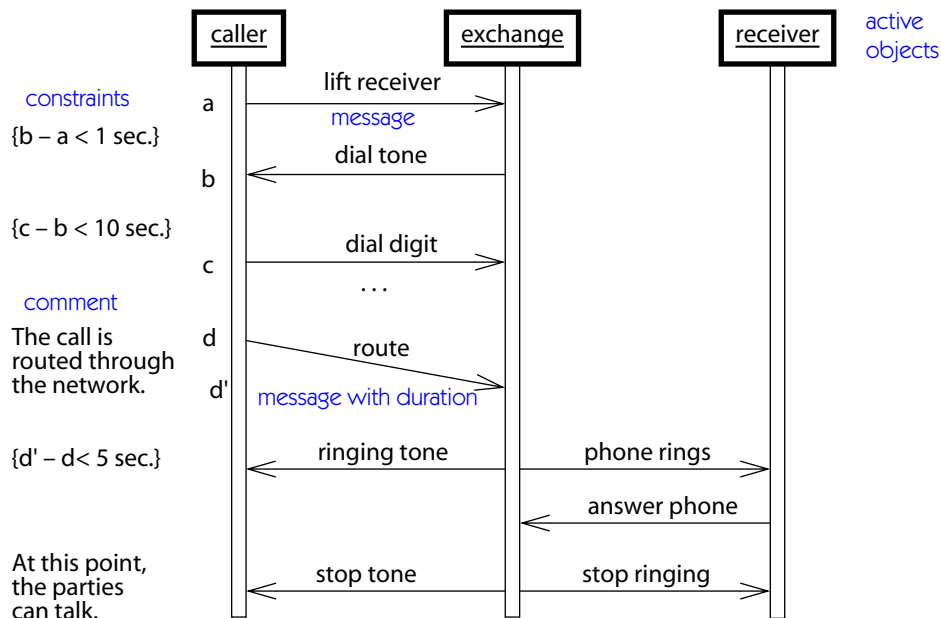 caller
exchange
receiver
active
objects
lift receiver
constraints
a
message
{b – a < 1 sec.}
dial tone
b
{c – b < 10 sec.}
dial digit
c
. . .
comment
The call is
routed through
the network.
d
route
d'
message with duration
{d' – d< 5 sec.}
ringing tone
phone rings
answer phone
At this point,
the parties
can talk.
stop tone
stop ringing